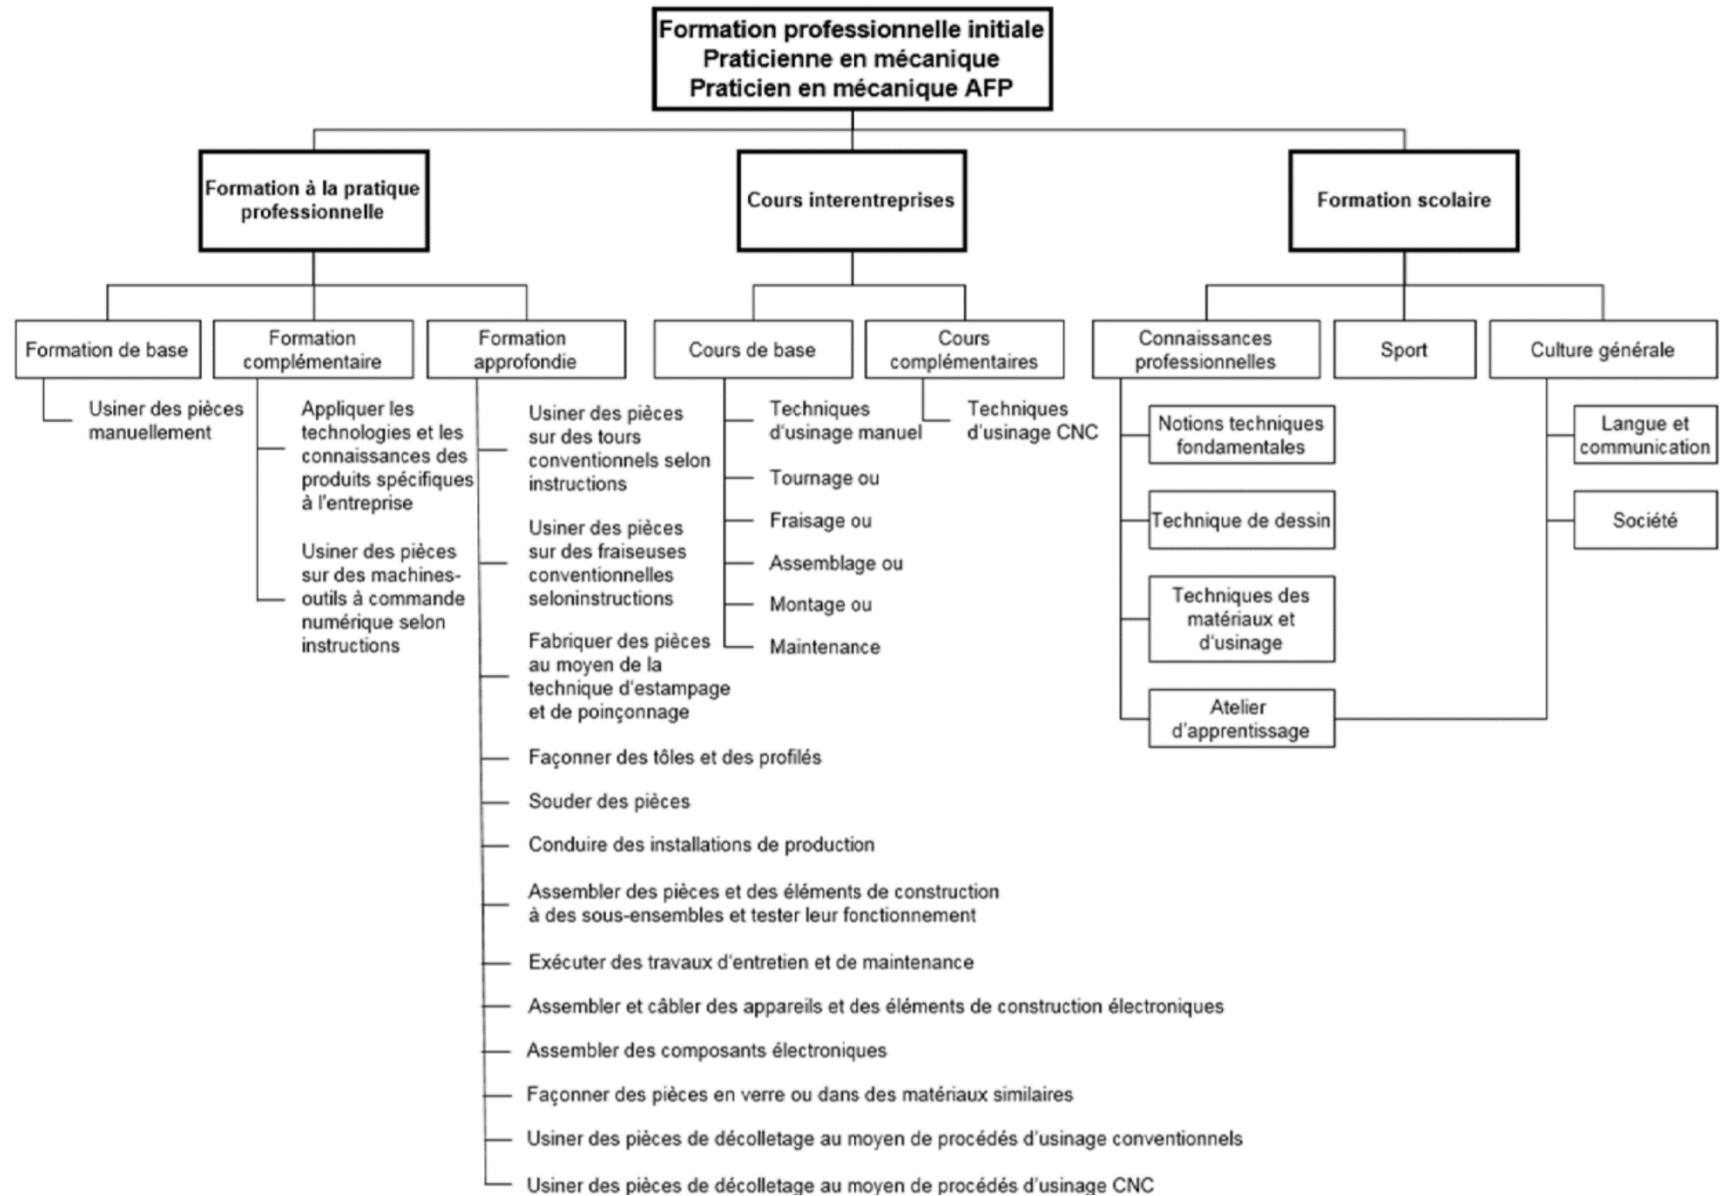 Formation professionnelle initiale
Praticienne en mécanique
Praticien en mécanique AFP
Formation à la pratique
professionnelle
Cours interentreprises
Formation scolaire
Formation de base
Formation
complémentaire
Formation
approfondie
Cours de base
Cours
complémentaires
Connaissances
professionnelles
Sport
Culture générale
Usiner des pièces
manuellement
Appliquer les
technologies et les
connaissances des
produits spécifiques
à l'entreprise
Usiner des pièces
sur des machines-
outils à commande
numérique selon
instructions
Usiner des pièces
sur des tours
conventionnels selon
instructions
Usiner des pièces
sur des fraiseuses
conventionnelles
seloninstructions
Fabriquer des pièces
au moyen de la
technique d'estampage
et de poinçonnage
Façonner des tôles et des profilés
Souder des pièces
Conduire des installations de production
Assembler des pièces et des éléments de construction
à des sous-ensembles et tester leur fonctionnement
Exécuter des travaux d'entretien et de maintenance
Assembler et câbler des appareils et des éléments de construction électroniques
Assembler des composants électroniques
Façonner des pièces en verre ou dans des matériaux similaires
Usiner des pièces de décolletage au moyen de procédés d'usinage conventionnels
Usiner des pièces de décolletage au moyen de procédés d'usinage CNC
Techniques
d'usinage manuel
Tournage ou
Fraisage ou
Assemblage ou
Montage ou
Maintenance
Techniques
d'usinage CNC
Notions techniques
fondamentales
Technique de dessin
Techniques des
matériaux et
d'usinage
Atelier
d'apprentissage
Langue et
communication
Société